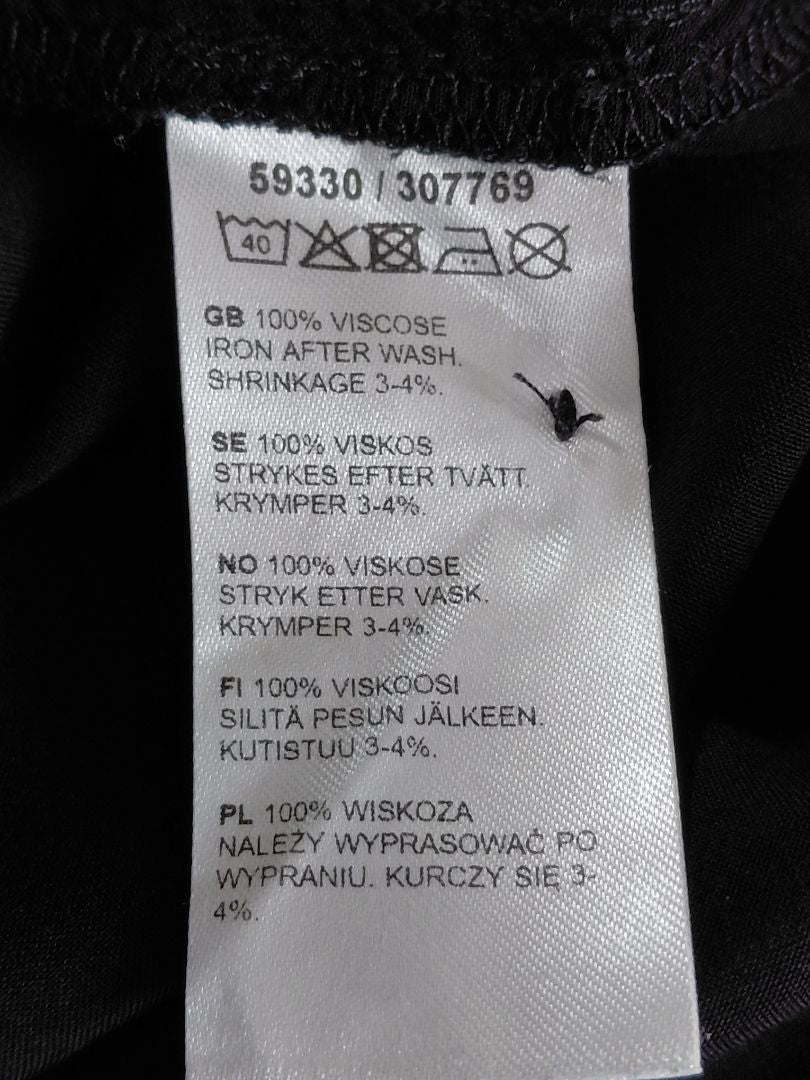 59330 / 307769
40
GB 100% VISCOSE
IRON AFTER WASH.
SHRINKAGE 3-4%.
SE 100% VISKOS
STRYKES EFTER TVÄTT.
KRYMPER 3-4%.
NO 100% VISKOSE
STRYK ETTER VASK.
KRYMPER 3-4%.
FI 100% VISKOOSI
SILITÄ PESUN JÄLKEEN.
KUTISTUU 3-4%.
PL 100% WISKOZA
NALEŻY WYPRASOWAĆ PO
WYPRANIU. KURCZY SIĘ 3-
4%.